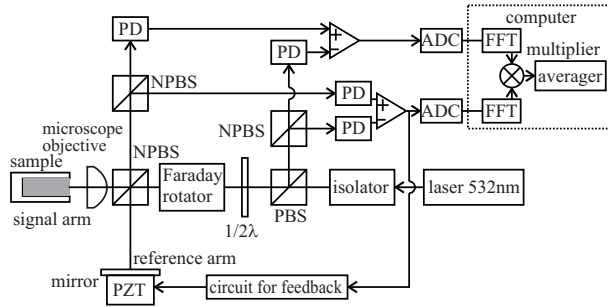 computer
PD
PD
ADC
FFT
multiplier
averager
NPBS
PD
PD
ADC
FFT
NPBS
microscope
objective
NPBS
sample
Faraday
rotator
isolator
laser 532nm
PBS
signal arm
1/2λ
reference arm
mirror
PZT
circuit for feedback